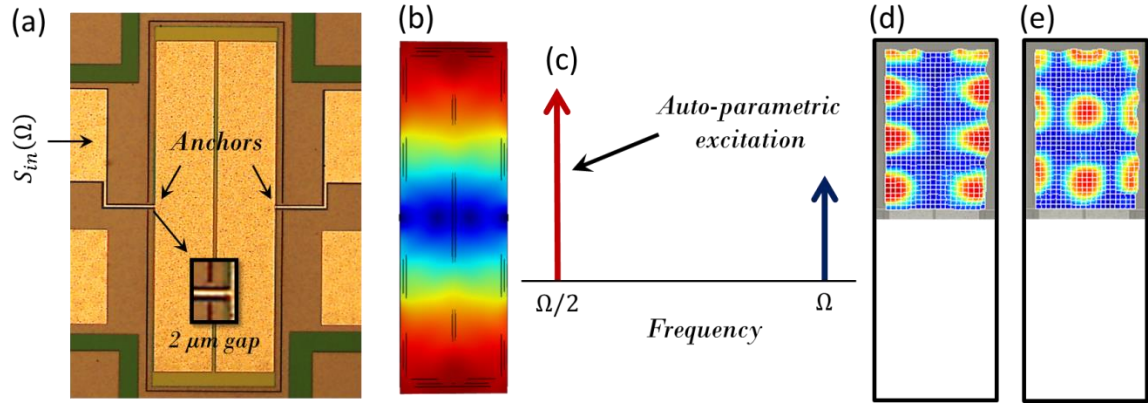 (a)
S_in(Ω)
Anchors
2 μm gap
(b)
(c)
Auto-parametric
excitation
Ω/2
Ω
Frequency
(d)
(e)